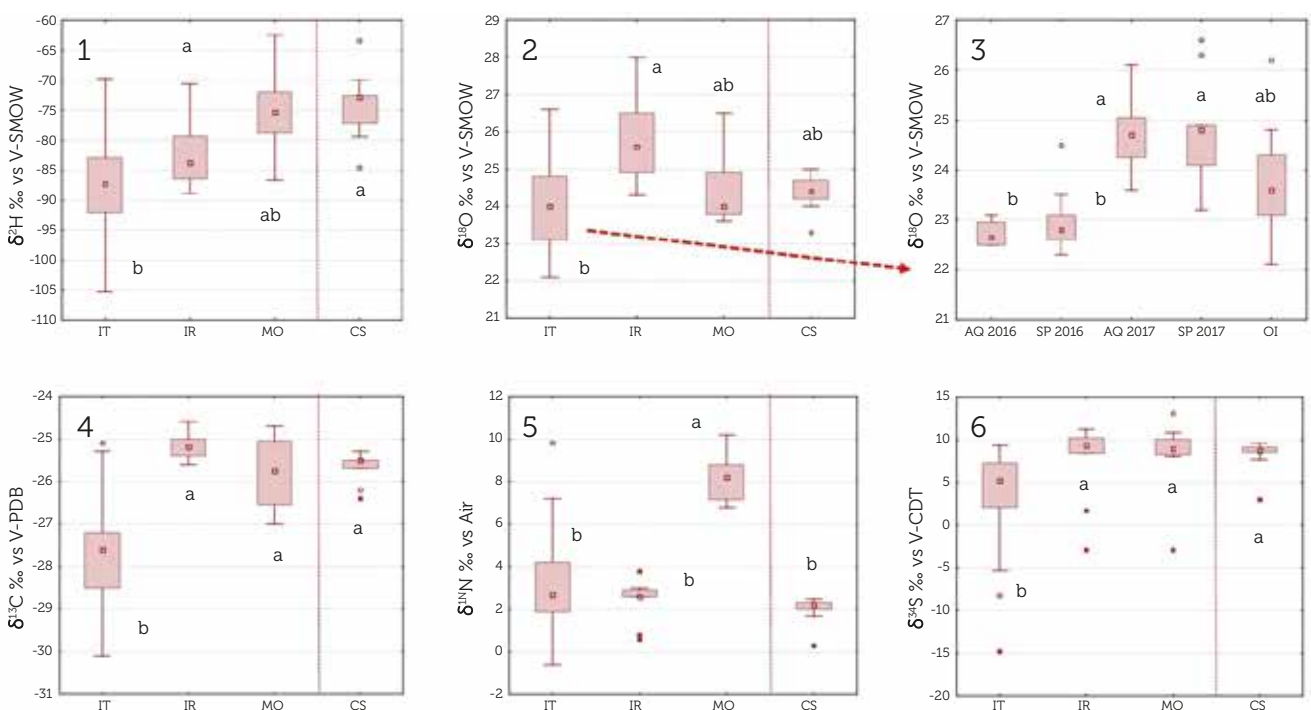 1
δ²H ‰ vs V-SMOW
-60
-65
-70
-75
-80
-85
-90
-95
-100
-105
-110
b
a
ab
a
IT IR MO CS
2
δ¹⁸O ‰ vs V-SMOW
29
28
27
26
25
24
23
22
21
b
a
ab
ab
IT IR MO CS
3
δ¹⁸O ‰ vs V-SMOW
27
26
25
24
23
22
21
b
b
a
a
ab
AQ 2016 SP 2016 AQ 2017 SP 2017 OI
4
δ¹³C ‰ vs V-PDB
-24
-25
-26
-27
-28
-29
-30
-31
b
a
a
a
IT IR MO CS
5
δ¹ᴺN ‰ vs Air
12
10
8
6
4
2
0
-2
b
b
a
b
IT IR MO CS
6
δ³⁴S ‰ vs V-CDT
15
10
5
0
-5
-10
-15
-20
b
a
a
a
IT IR MO CS